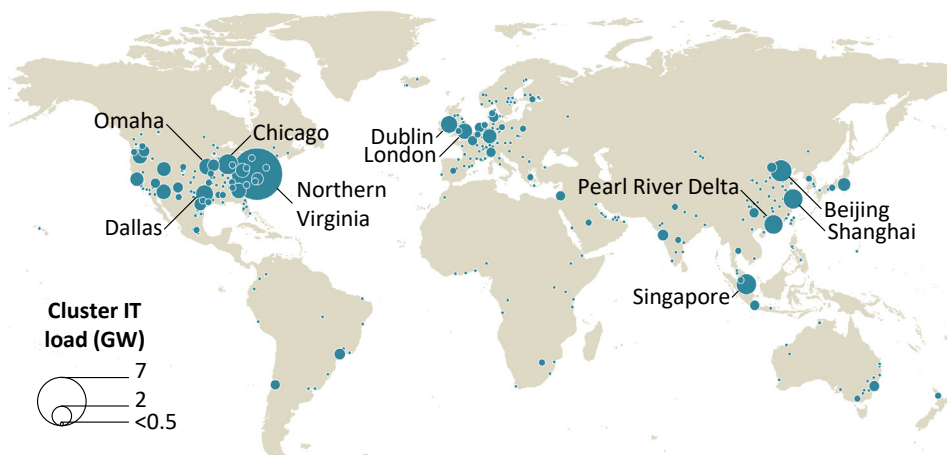 Omaha
Chicago
Dublin
London
Northern
Virginia
Pearl River Delta
Dallas
Beijing
Shanghai
Singapore
Cluster IT
load (GW)
7
2
<0.5